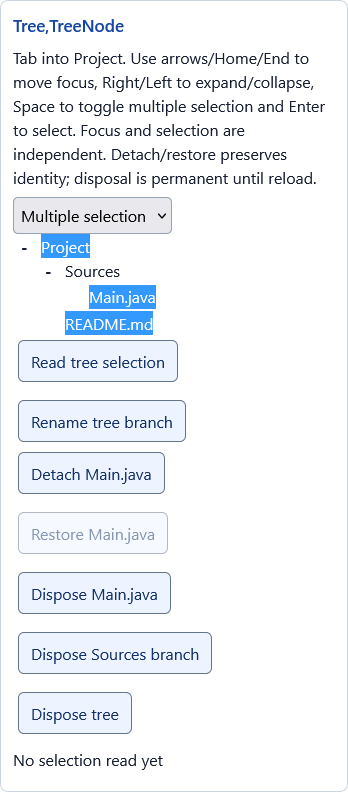 Tree,TreeNode
Tab into Project. Use arrows/Home/End to
move focus, Right/Left to expand/collapse,
Space to toggle multiple selection and Enter
to select. Focus and selection are
independent. Detach/restore preserves
identity; disposal is permanent until reload.
Multiple selection
- Project
- Sources
Main.java
README.md
Read tree selection
Rename tree branch
Detach Main.java
Restore Main.java
Dispose Main.java
Dispose Sources branch
Dispose tree
No selection read yet